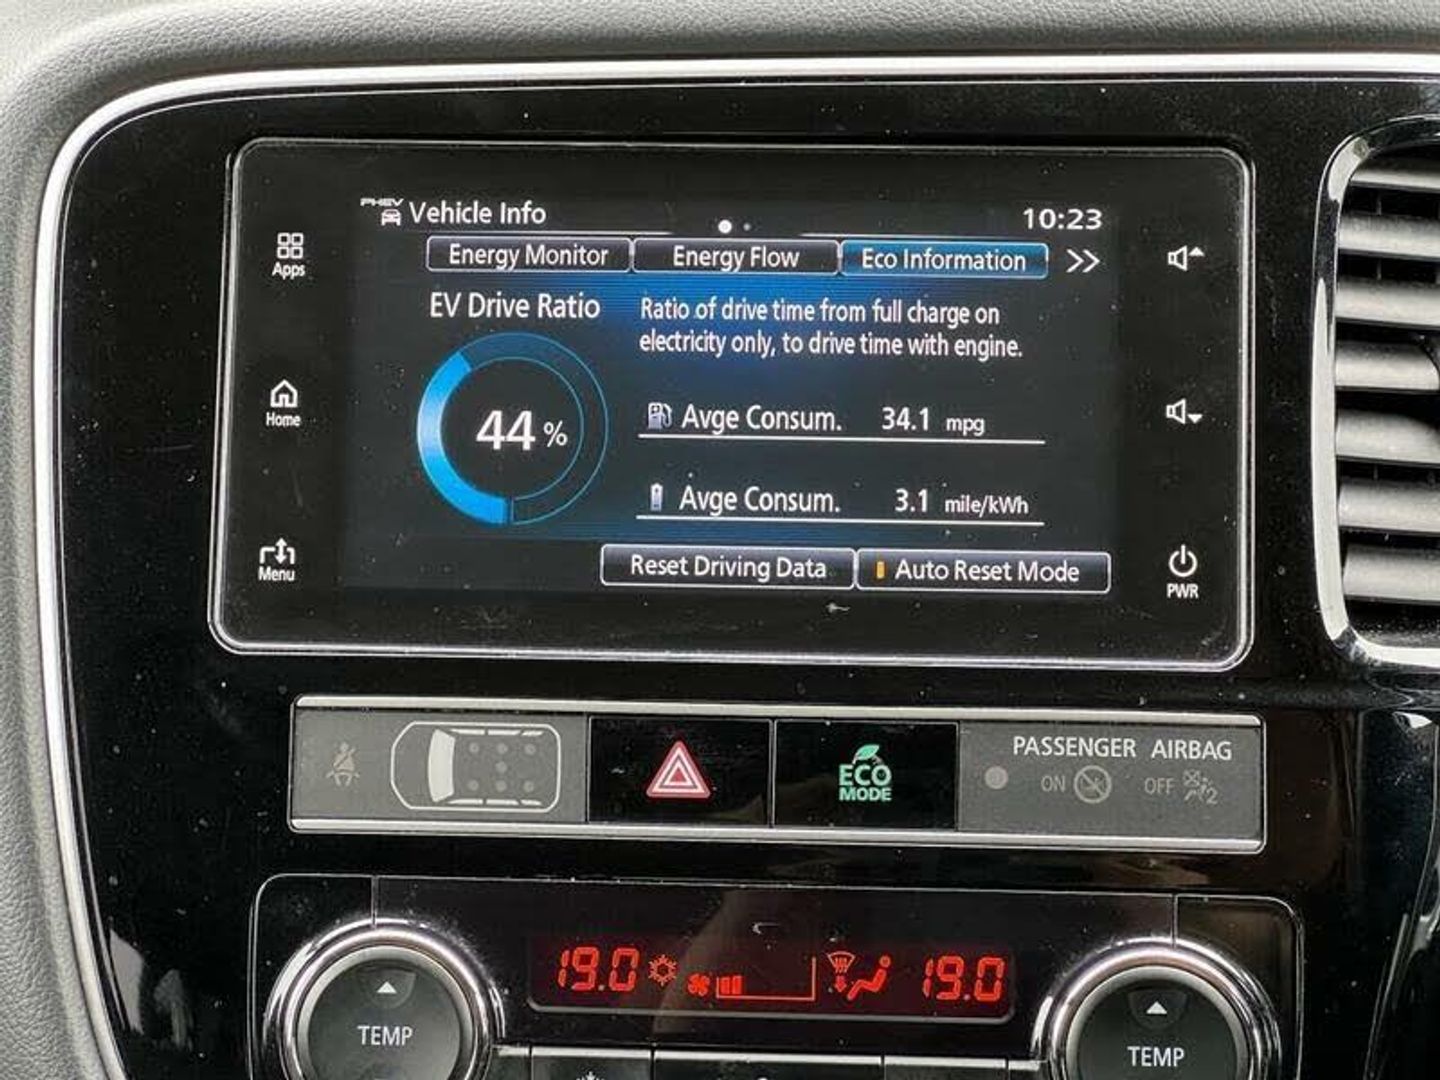 PHEV Vehicle Info
10:23
Apps
Energy Monitor
Energy Flow
Eco Information
>>
EV Drive Ratio
Ratio of drive time from full charge on
electricity only, to drive time with engine.
44 %
Home
Avge Consum. 34.1 mpg
Avge Consum. 3.1 mile/kWh
Menu
Reset Driving Data
Auto Reset Mode
PWR
ECO
MODE
PASSENGER AIRBAG
ON OFF 2
19.0 19.0
TEMP
TEMP